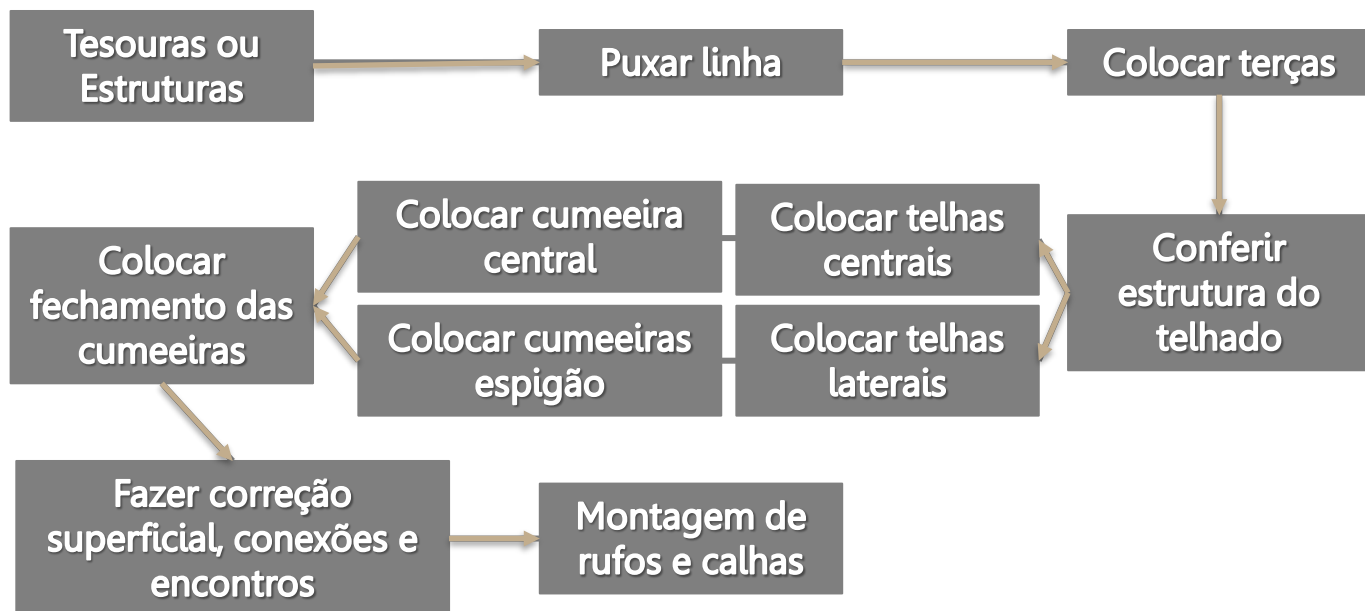 Tesouras ou
Estruturas
Puxar linha
Colocar terças
Conferir
estrutura do
telhado
Colocar telhas
centrais
Colocar cumeeira
central
Colocar telhas
laterais
Colocar cumeeiras
espigão
Colocar
fechamento das
cumeeiras
Fazer correção
superficial, conexões e
encontros
Montagem de
rufos e calhas